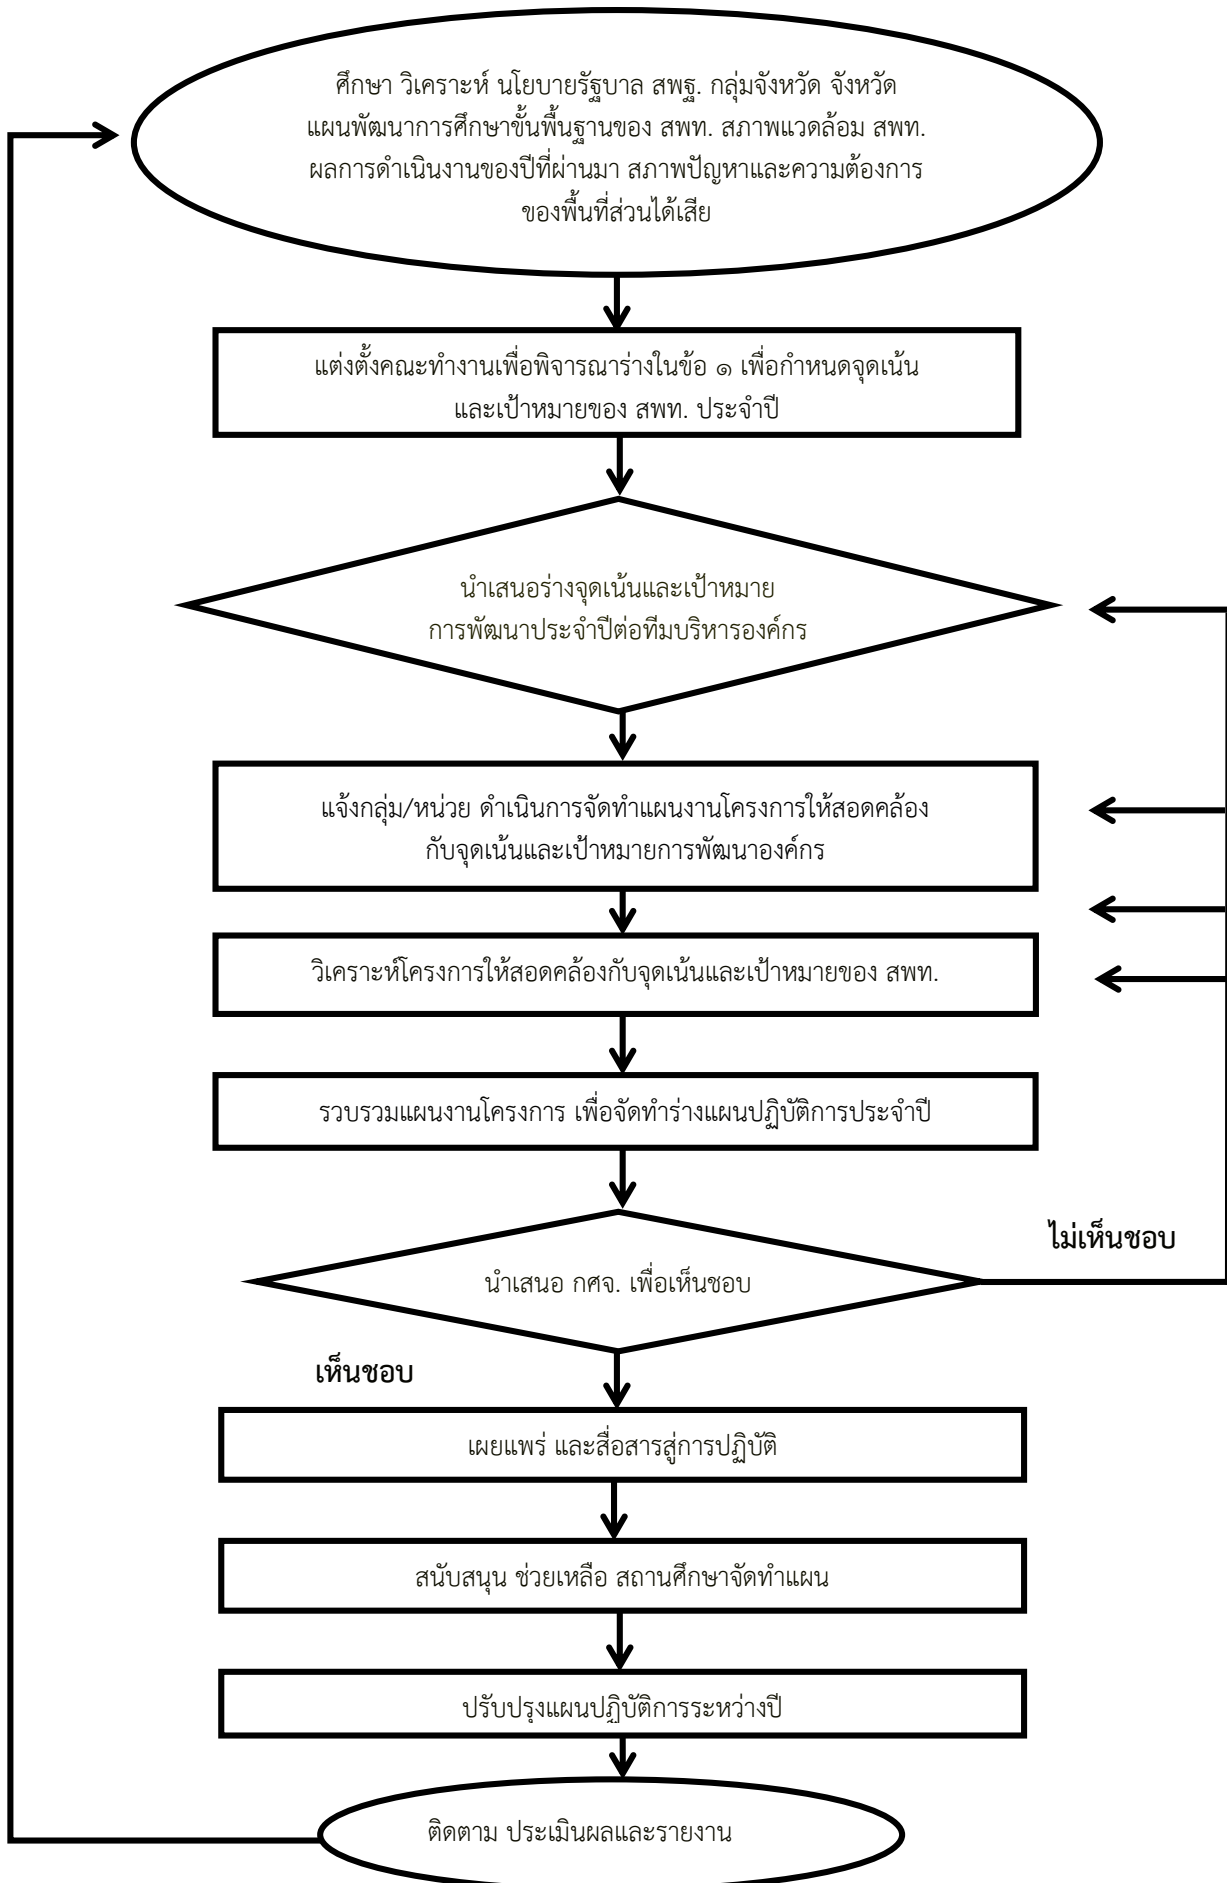 ศึกษา วิเคราะห์ นโยบายรัฐบาล สพฐ. กลุ่มจังหวัด จังหวัด
แผนพัฒนาการศึกษาขั้นพื้นฐานของ สพท. สภาพแวดล้อม สพท.
ผลการดำเนินงานของปีที่ผ่านมา สภาพปัญหาและความต้องการ
ของพื้นที่ส่วนได้เสีย
แต่งตั้งคณะทำงานเพื่อพิจารณาร่างในข้อ ๑ เพื่อกำหนดจุดเน้น
และเป้าหมายของ สพท. ประจำปี
นำเสนอร่างจุดเน้นและเป้าหมาย
การพัฒนาประจำปีต่อทีมบริหารองค์กร
แจ้งกลุ่ม/หน่วย ดำเนินการจัดทำแผนงานโครงการให้สอดคล้อง
กับจุดเน้นและเป้าหมายการพัฒนาองค์กร
วิเคราะห์โครงการให้สอดคล้องกับจุดเน้นและเป้าหมายของ สพท.
รวบรวมแผนงานโครงการ เพื่อจัดทำร่างแผนปฏิบัติการประจำปี
ไม่เห็นชอบ
นำเสนอ กศจ. เพื่อเห็นชอบ
เห็นชอบ
เผยแพร่ และสื่อสารสู่การปฏิบัติ
สนับสนุน ช่วยเหลือ สถานศึกษาจัดทำแผน
ปรับปรุงแผนปฏิบัติการระหว่างปี
ติดตาม ประเมินผลและรายงาน